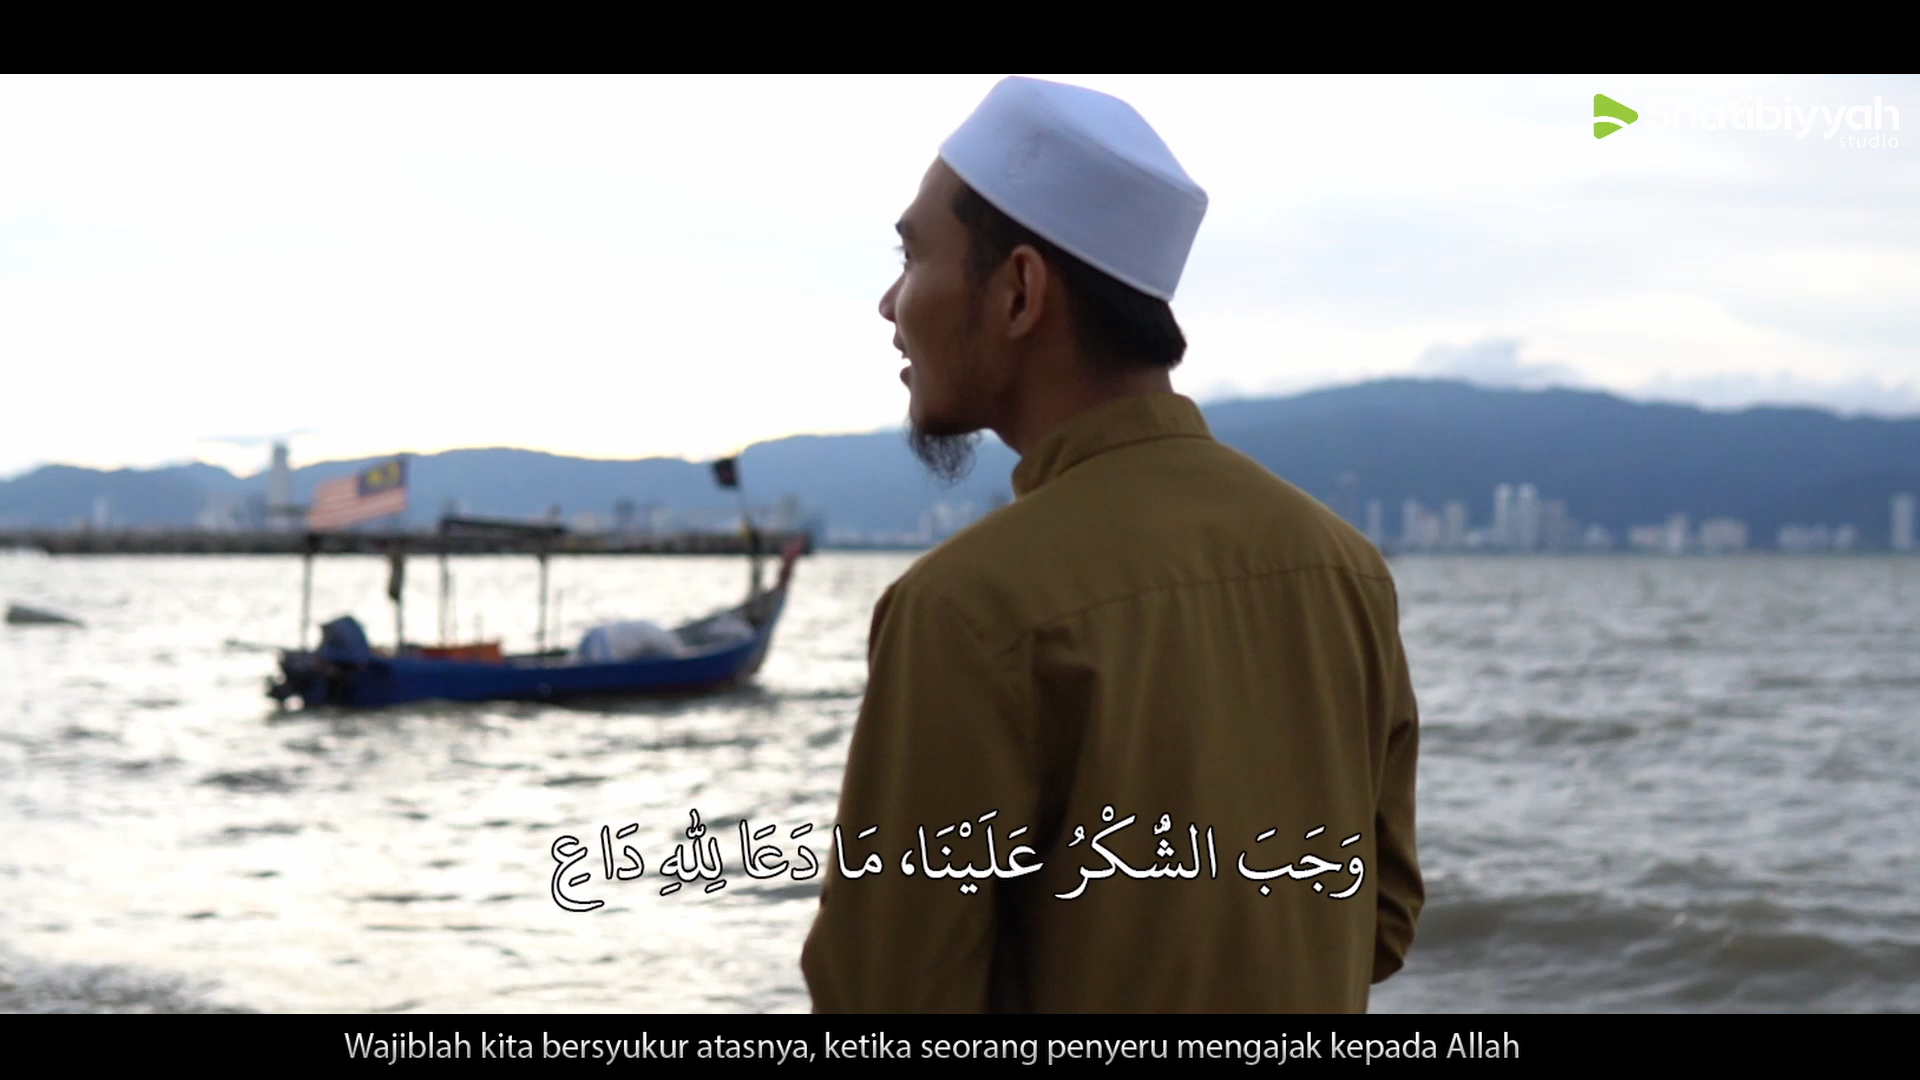 Shatibiyyah
studio
وَجَبَ الشُّكْرُ عَلَيْنَا، مَا دَعَا لِلّٰهِ دَاعِ
Wajiblah kita bersyukur atasnya, ketika seorang penyeru mengajak kepada Allah